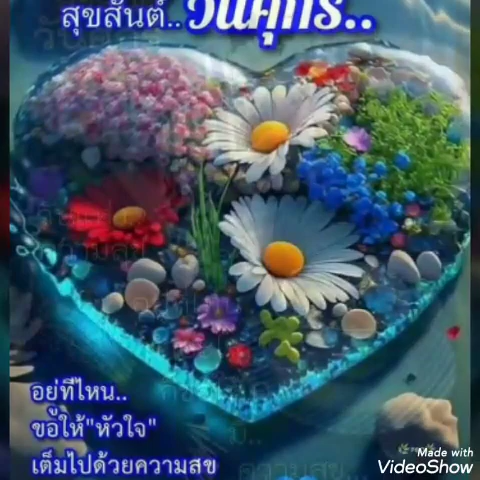 สุขสันต์..วันศุกร์..
อยู่ที่ไหน..
ขอให้"หัวใจ"
เต็มไปด้วยความสุข
Made with
VideoShow